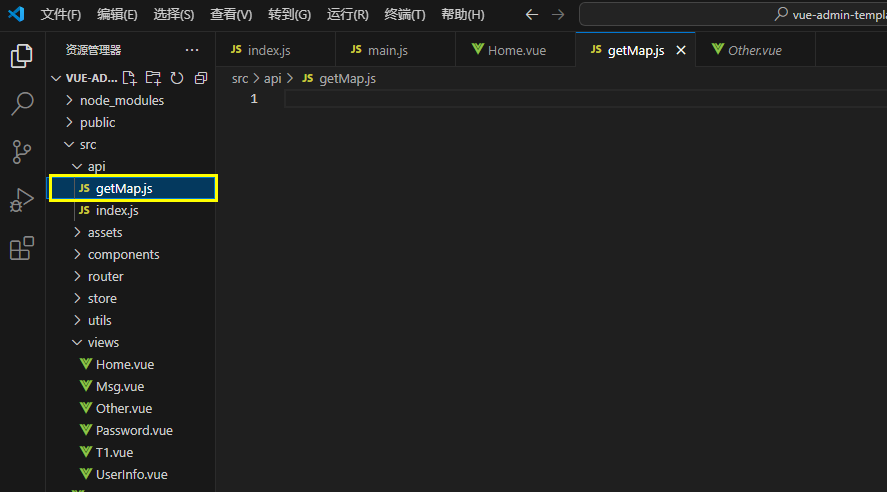 文件(F) 编辑(E) 选择(S) 查看(V) 转到(G) 运行(R) 终端(T) 帮助(H) vue-admin-templa
资源管理器 ···
JS index.js JS main.js Home.vue JS getMap.js Other.vue
VUE-AD...
src > api > JS getMap.js
1
node_modules
public
src
api
JS getMap.js
JS index.js
assets
components
router
store
utils
views
Home.vue
Msg.vue
Other.vue
Password.vue
T1.vue
UserInfo.vue